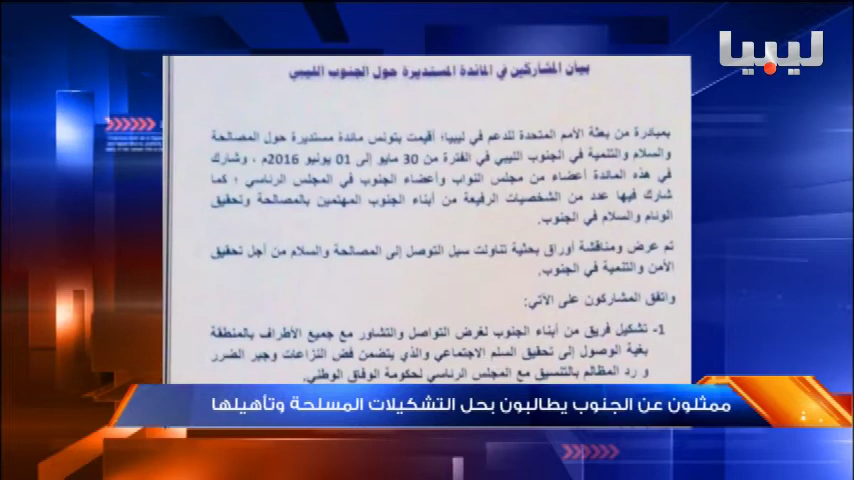 ليبيا
بيان المشاركين في المائدة المستديرة حول الجنوب الليبي
بمبادرة من بعثة الأمم المتحدة للدعم في ليبيا؛ أقيمت بتونس مائدة مستديرة حول المصالحة
والسلام والتنمية في الجنوب الليبي في الفترة من 30 مايو إلى 01 يونيو 2016م ، وشارك
في هذه المائدة أعضاء من مجلس النواب وأعضاء الجنوب في المجلس الرئاسي ؛ كما
شارك فيها عدد من الشخصيات الرفيعة من أبناء الجنوب المهتمين بالمصالحة وتحقيق
الوئام والسلام في الجنوب.
تم عرض ومناقشة أوراق بحثية تناولت سبل التوصل إلى المصالحة والسلام من أجل تحقيق
الأمن والتنمية في الجنوب.
واتفق المشاركون على الآتي:
1- تشكيل فريق من أبناء الجنوب لغرض التواصل والتشاور مع جميع الأطراف بالمنطقة
بغية الوصول إلى تحقيق السلم الاجتماعي والذي يتضمن فض النزاعات وجبر الضرر
و رد المظالم بالتنسيق مع المجلس الرئاسي لحكومة الوفاق الوطني.
ممثلون عن الجنوب يطالبون بحل التشكيلات المسلحة وتأهيلها